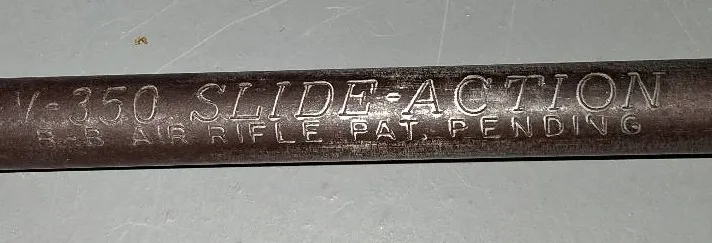 V-350 SLIDE-ACTION
B-B AIR RIFLE PAT. PENDING